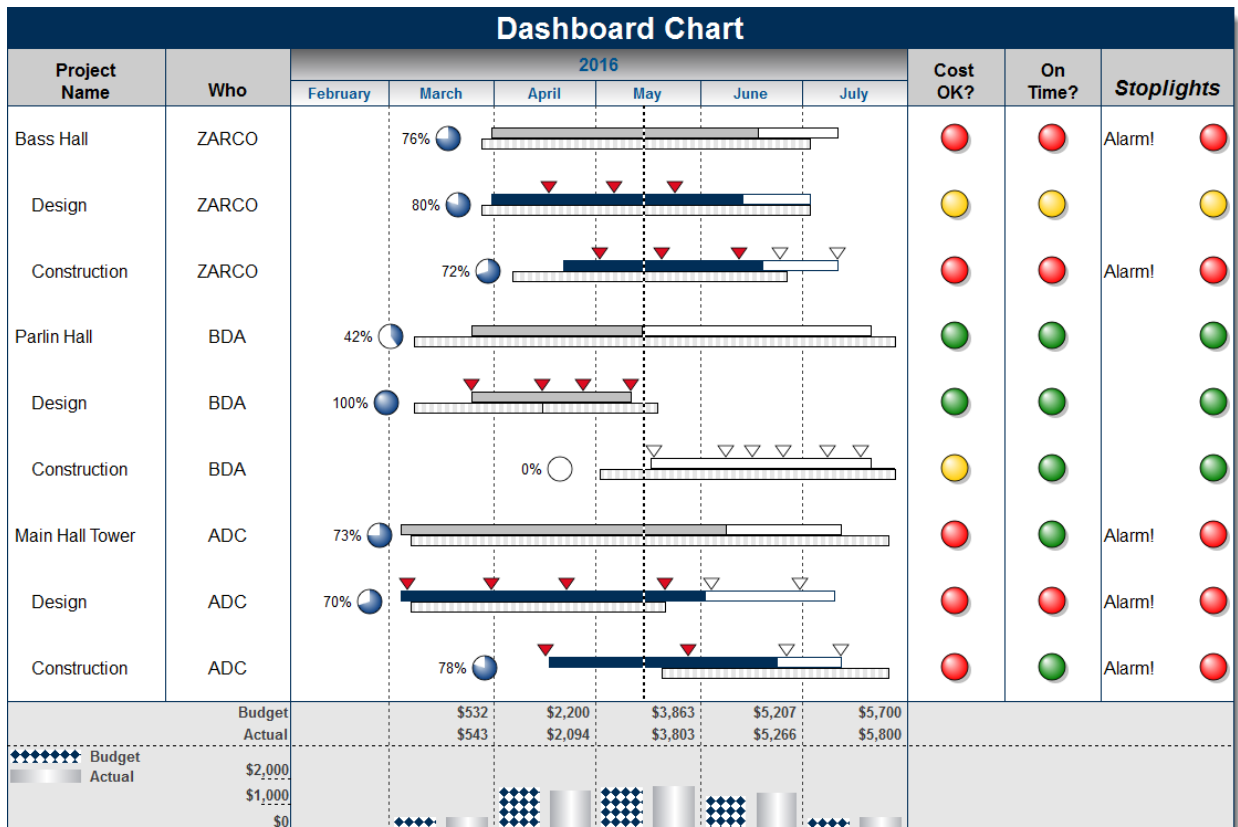 Dashboard Chart
Project Name
Who
2016
February March April May June July
Cost OK?
On Time?
Stoplights
Bass Hall ZARCO 76% Alarm!
Design ZARCO 80%
Construction ZARCO 72% Alarm!
Parlin Hall BDA 42%
Design BDA 100%
Construction BDA 0%
Main Hall Tower ADC 73% Alarm!
Design ADC 70% Alarm!
Construction ADC 78% Alarm!
Budget $532 $2,200 $3,863 $5,207 $5,700
Actual $543 $2,094 $3,803 $5,266 $5,800
Budget
Actual
$2,000
$1,000
$0